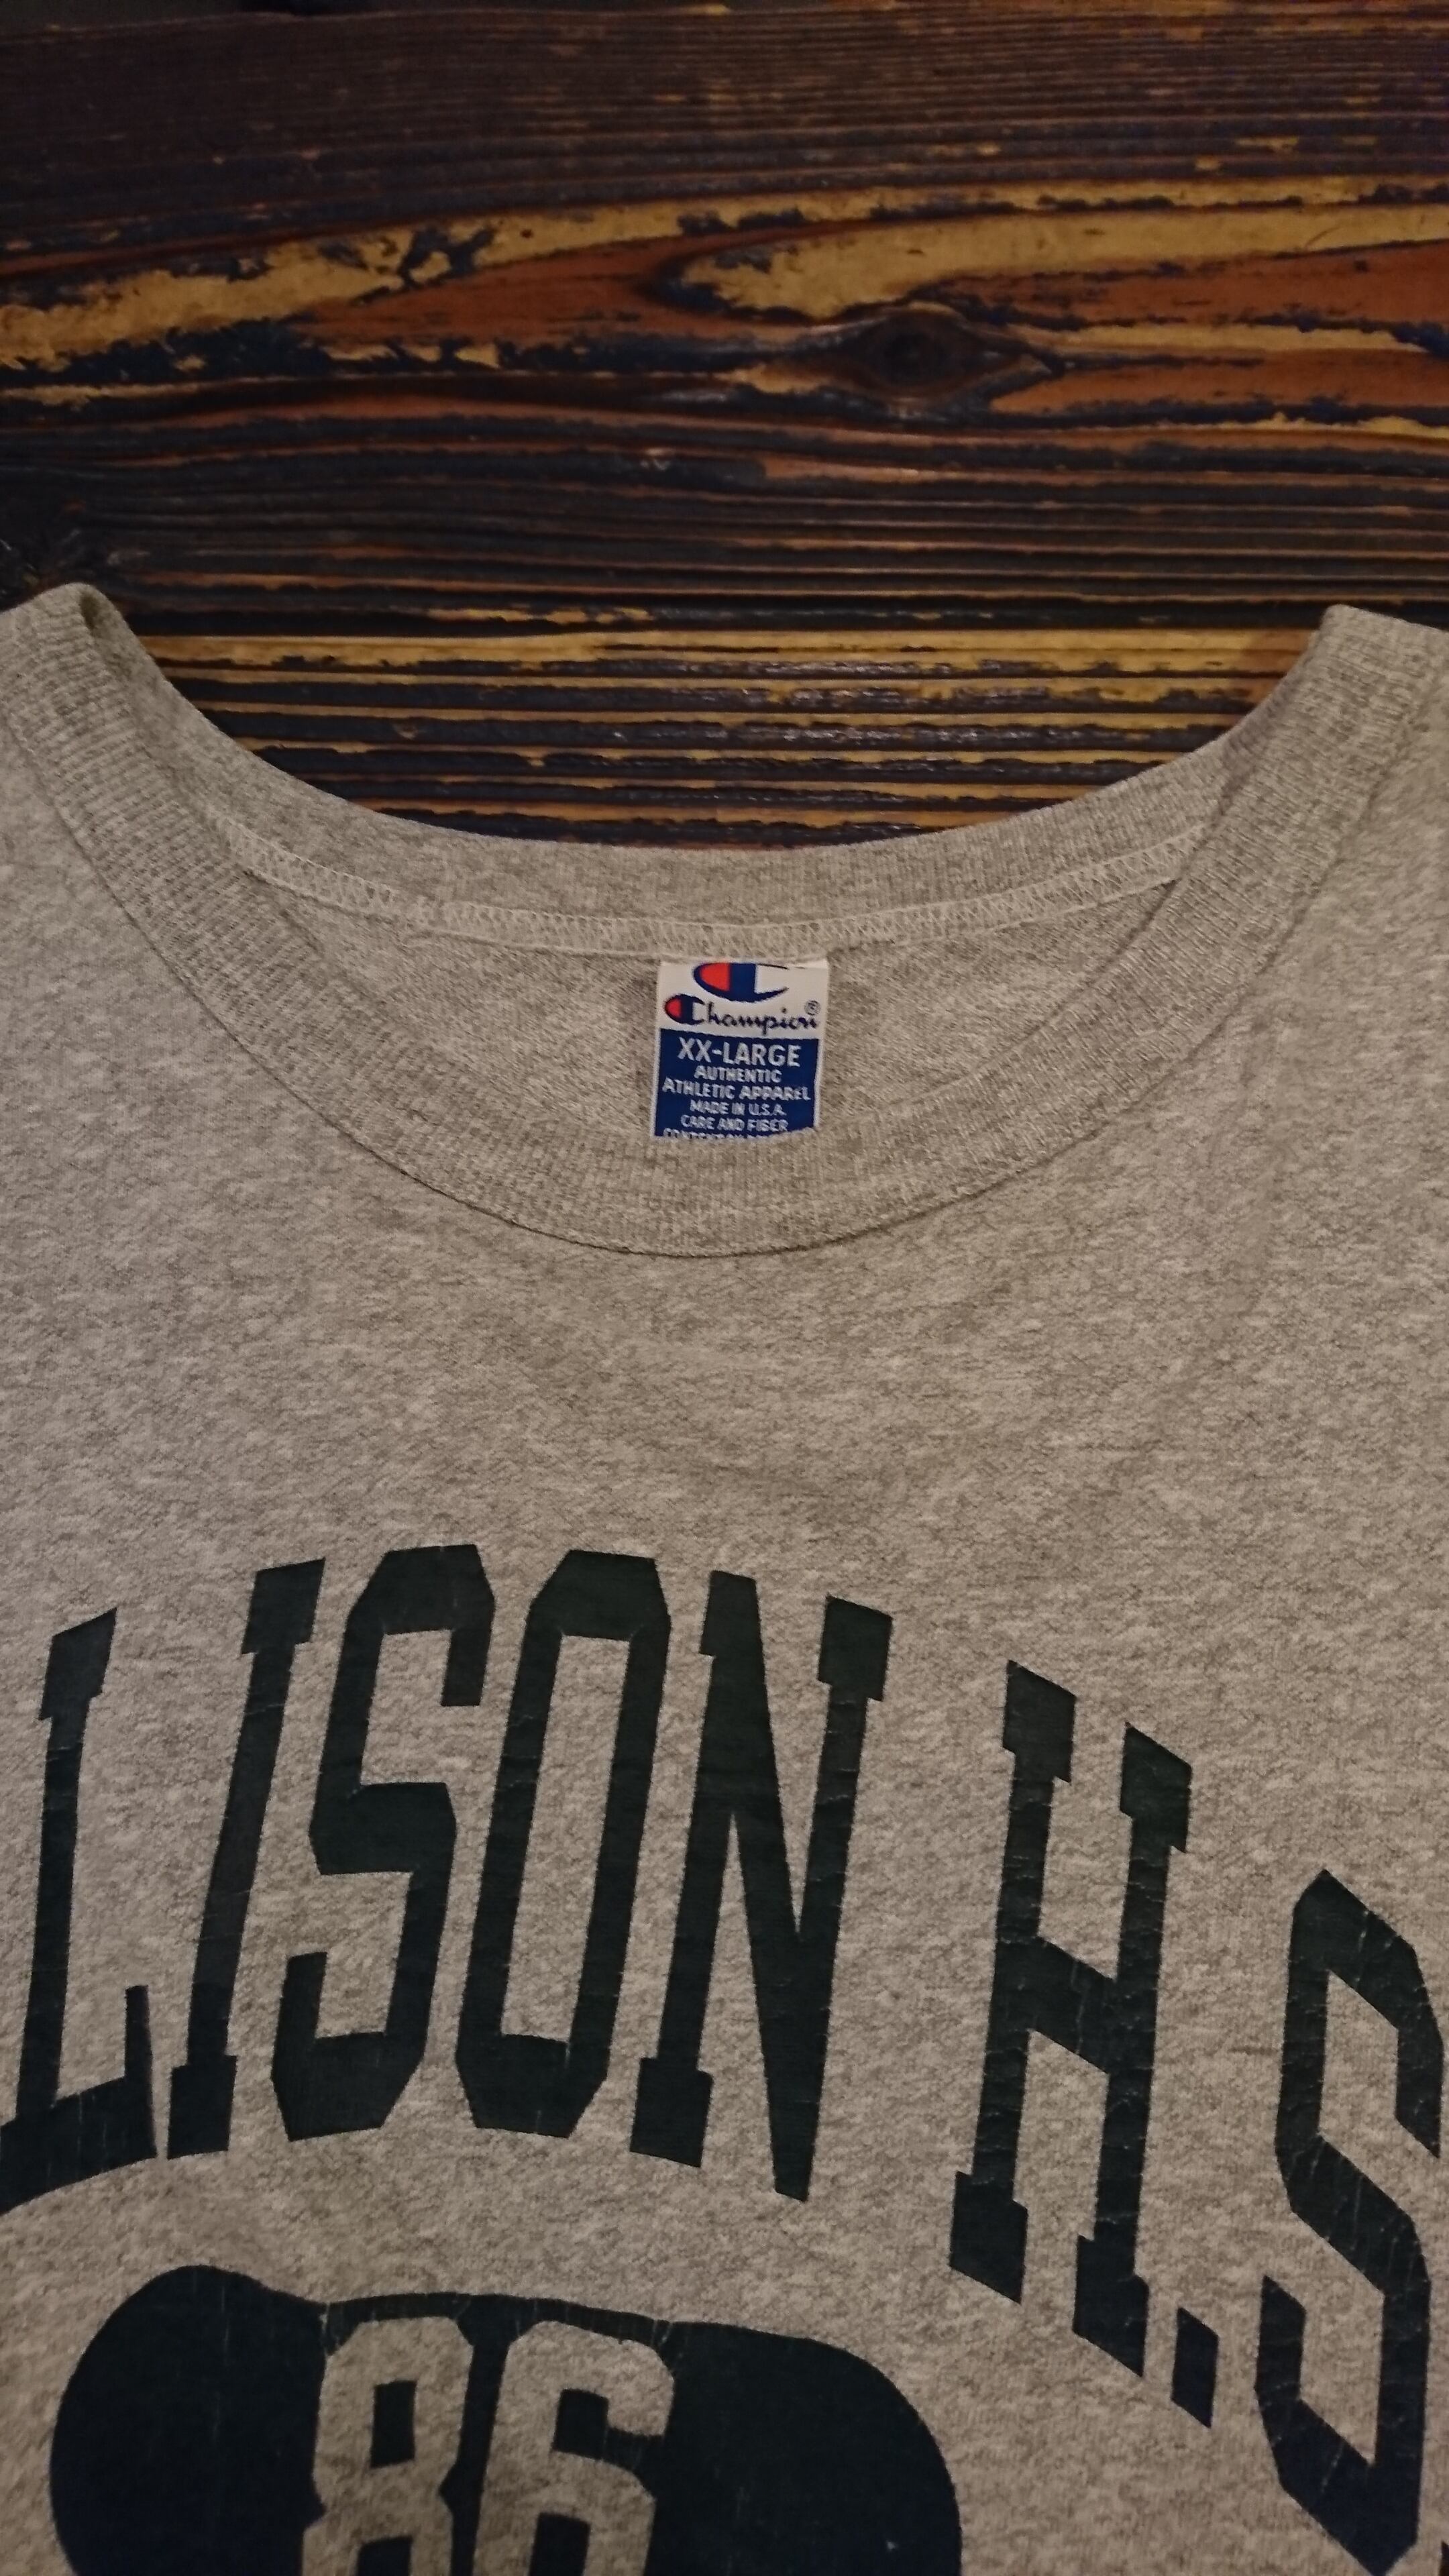 Champion®
XX-LARGE
AUTHENTIC
ATHLETIC APPAREL
MADE IN U.S.A.
CARE AND FIBER
LISON H.S
86